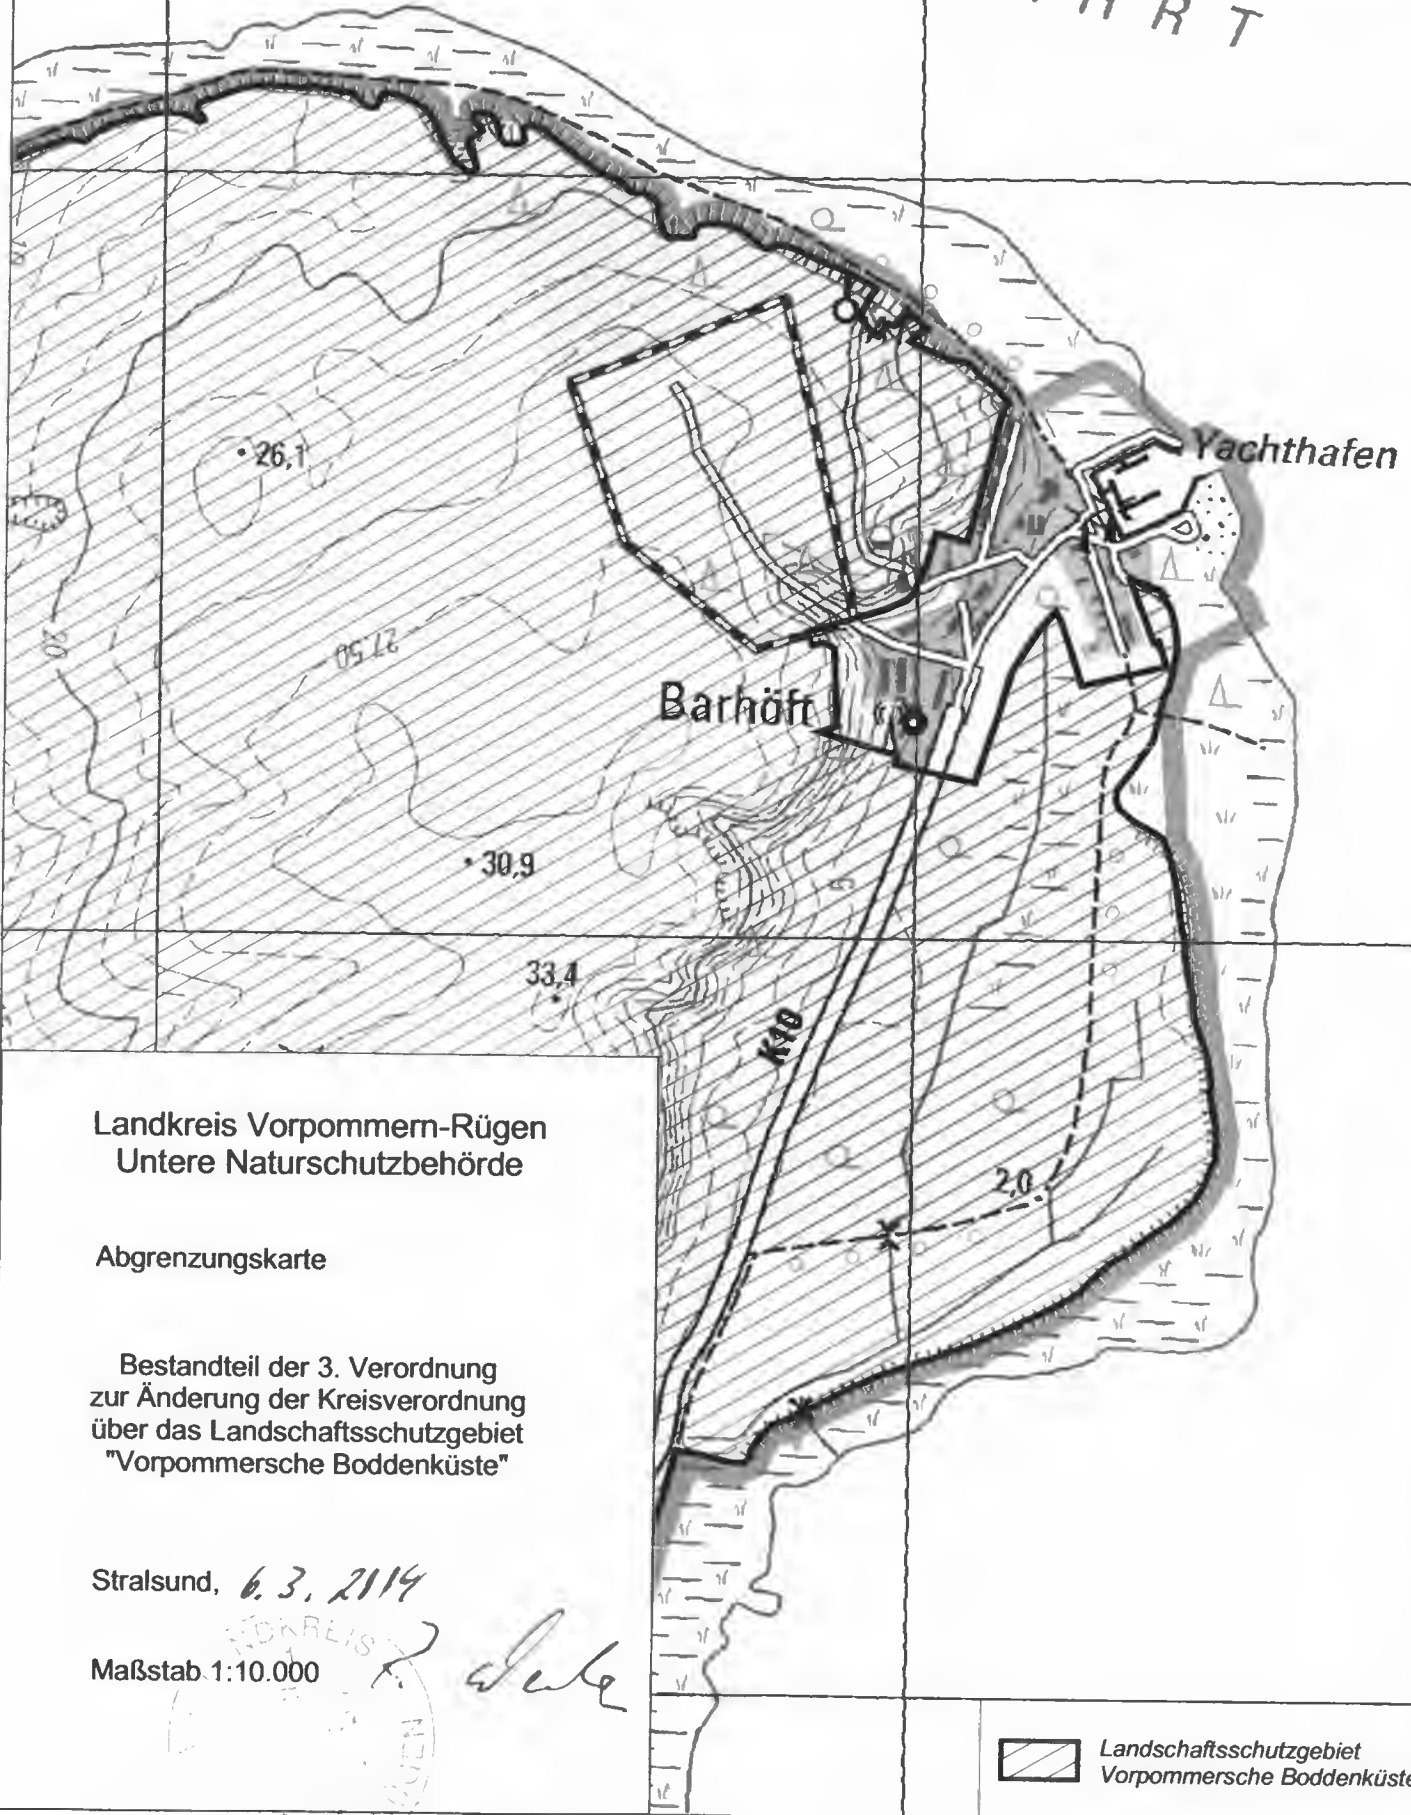 H R T
26,1
Yachthafen
20
27,50
Barhöft
30,9
5
33,4
K10
2,0
Landkreis Vorpommern-Rügen
Untere Naturschutzbehörde
Abgrenzungskarte
Bestandteil der 3. Verordnung
zur Änderung der Kreisverordnung
über das Landschaftsschutzgebiet
"Vorpommersche Boddenküste"
Stralsund, 6.3.2014
NDKREIS
Maßstab 1:10.000
Landschaftsschutzgebiet
Vorpommersche Boddenküste